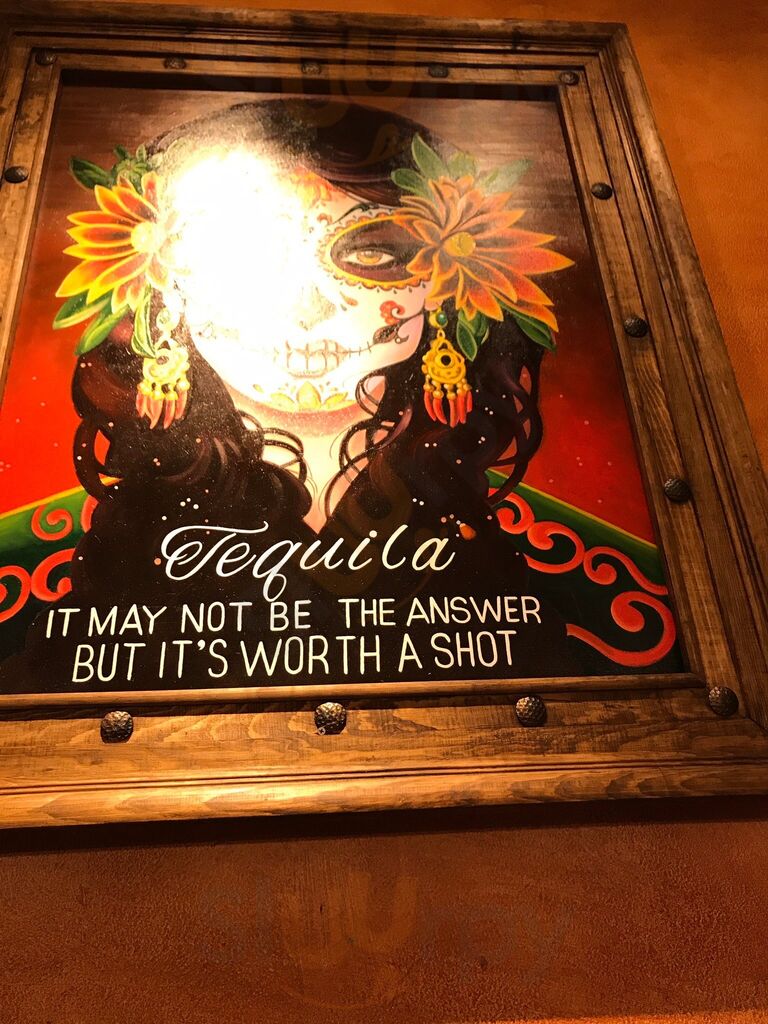 Tequila
IT MAY NOT BE THE ANSWER
BUT IT'S WORTH A SHOT